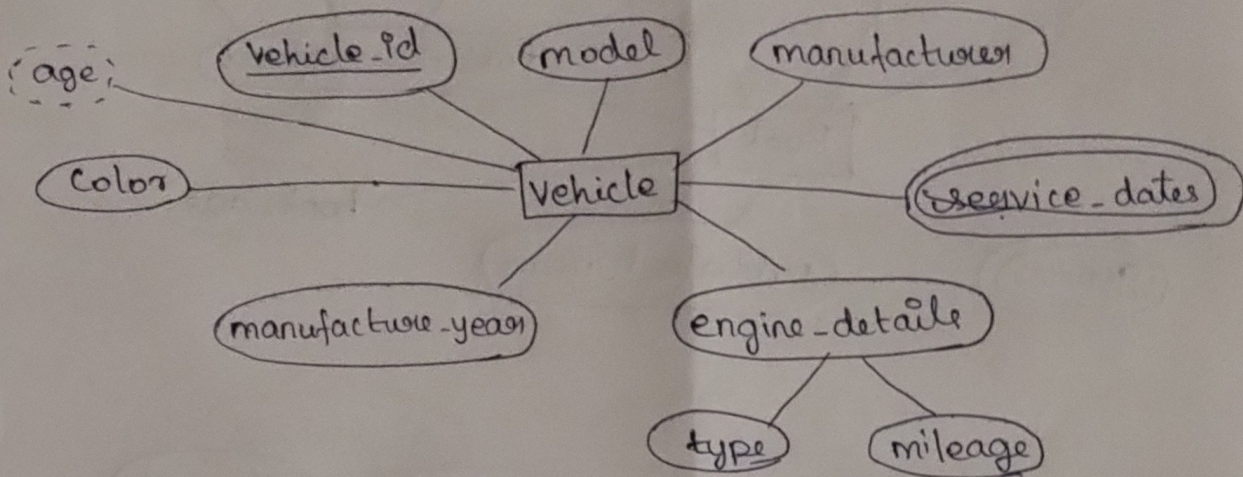 age
vehicle_id
model
manufacturer
color
vehicle
service_dates
manufacture_year
engine_details
type
mileage